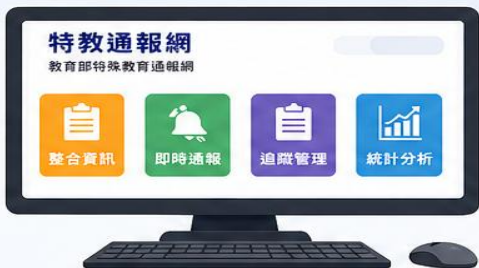 特教通報網
教育部特殊教育通報網
整合資訊
即時通報
追蹤管理
統計分析